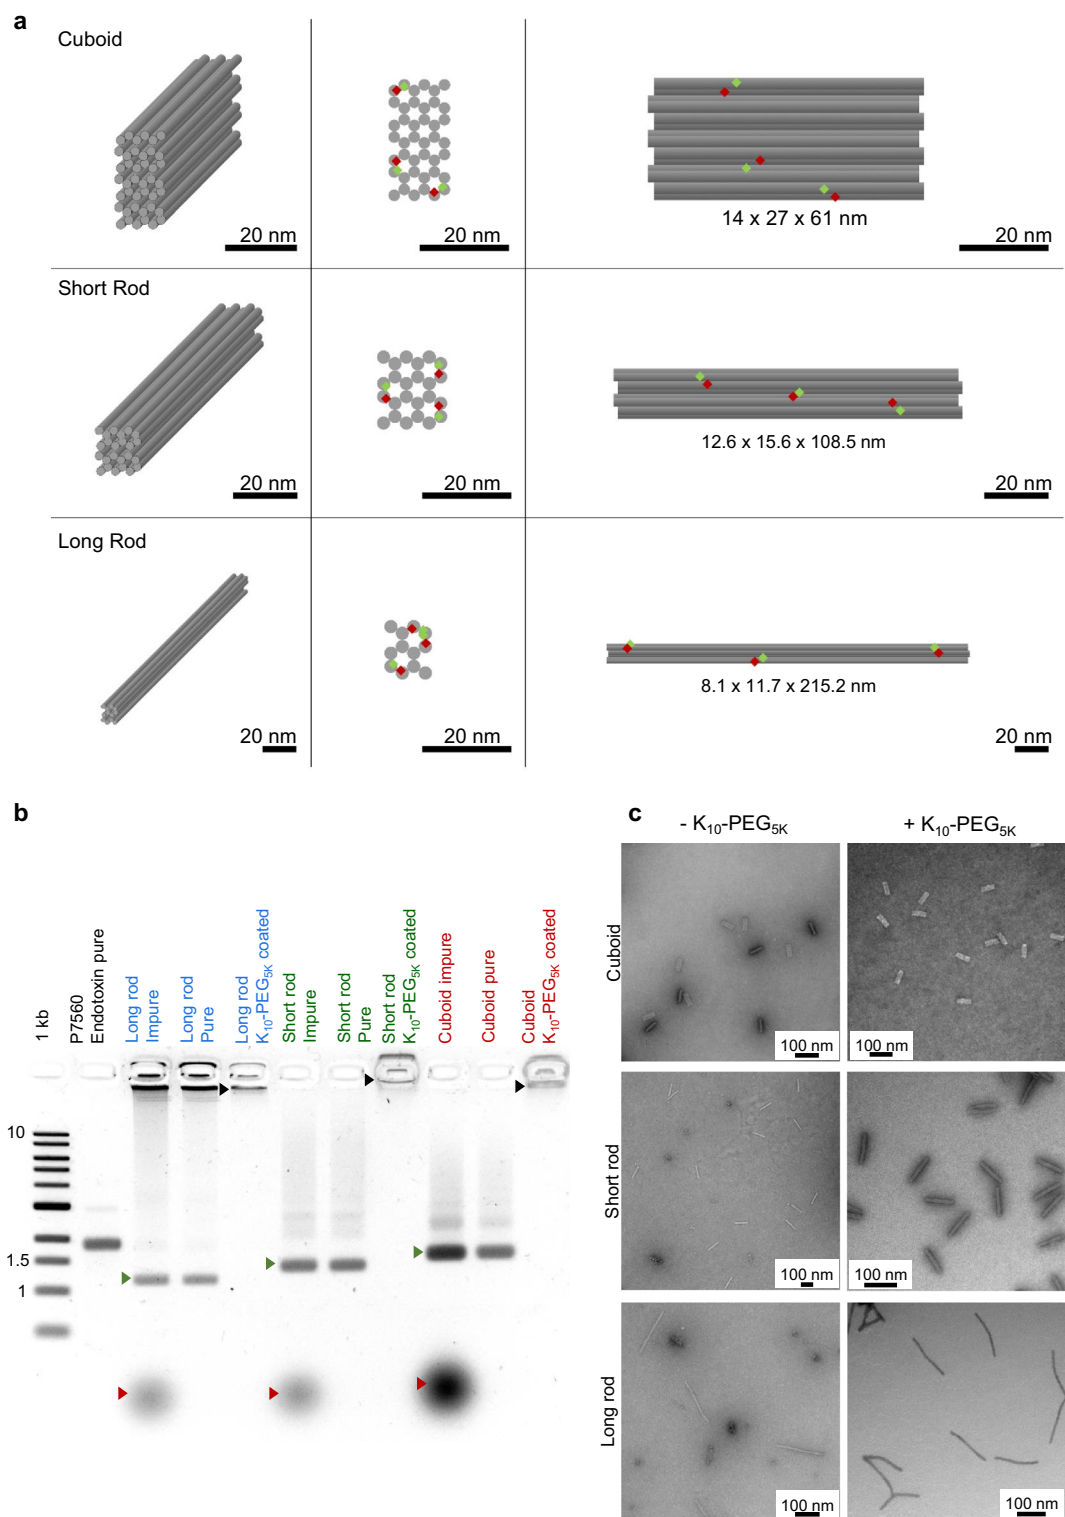 a
Cuboid
20 nm
20 nm
14 x 27 x 61 nm
20 nm
Short Rod
20 nm
20 nm
12.6 x 15.6 x 108.5 nm
20 nm
Long Rod
20 nm
20 nm
8.1 x 11.7 x 215.2 nm
20 nm
b
1 kb
P7560
Endotoxin pure
Long rod
Impure
Long rod
Pure
Long rod
K₁₀-PEG₅ₖ coated
Short rod
Impure
Short rod
Pure
Short rod
K₁₀-PEG₅ₖ coated
Cuboid impure
Cuboid pure
Cuboid
K₁₀-PEG₅ₖ coated
10
1.5
1
c
- K₁₀-PEG₅ₖ
+ K₁₀-PEG₅ₖ
Cuboid
100 nm
100 nm
Short rod
100 nm
100 nm
Long rod
100 nm
100 nm